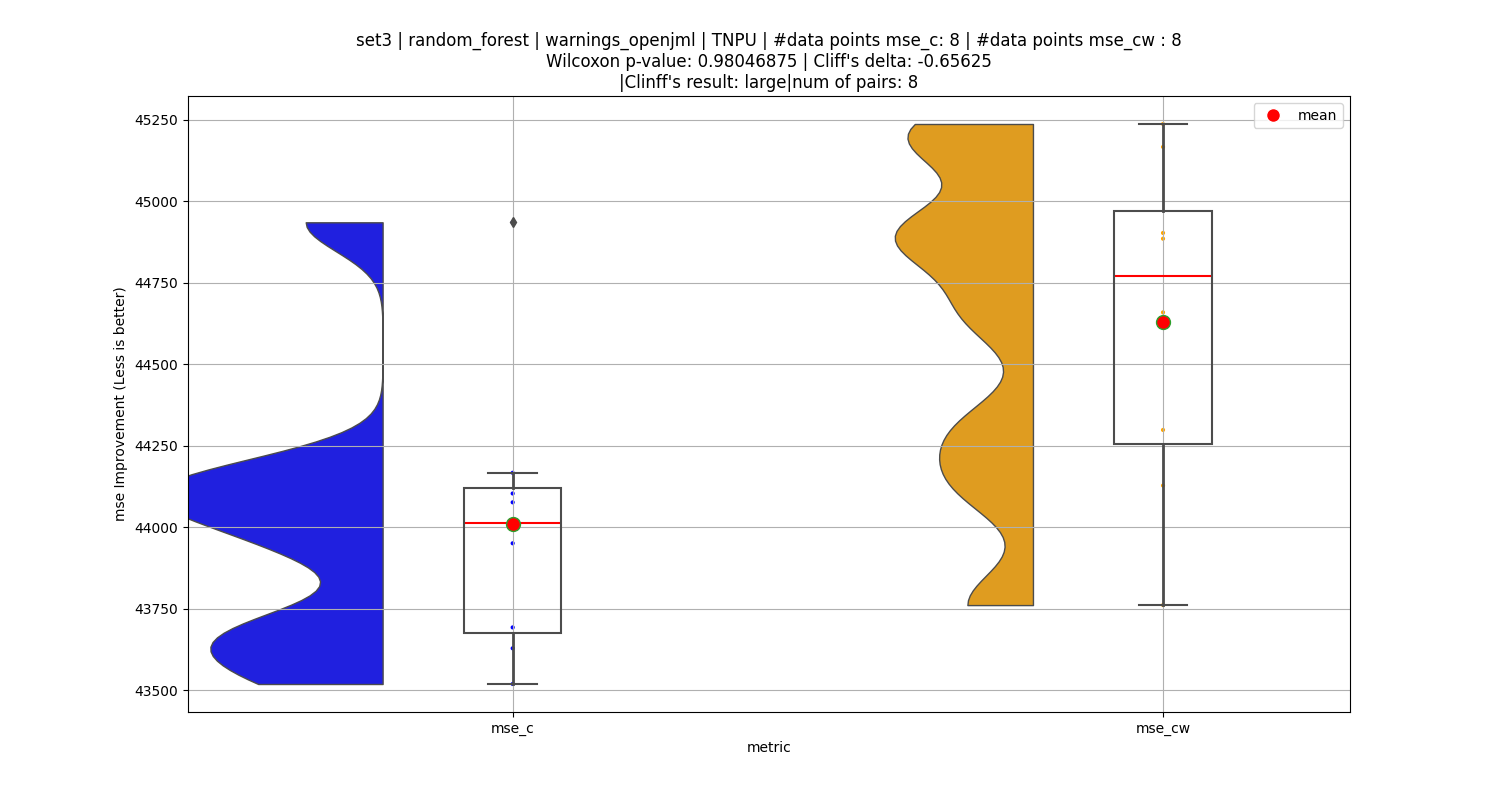 set3 | random_forest | warnings_openjml | TNPU | #data points mse_c: 8 | #data points mse_cw : 8
Wilcoxon p-value: 0.98046875 | Cliff's delta: -0.65625
|Clinff's result: large|num of pairs: 8
mean
45250
45000
44750
44500
44250
44000
43750
43500
mse Improvement (Less is better)
mse_c
mse_cw
metric